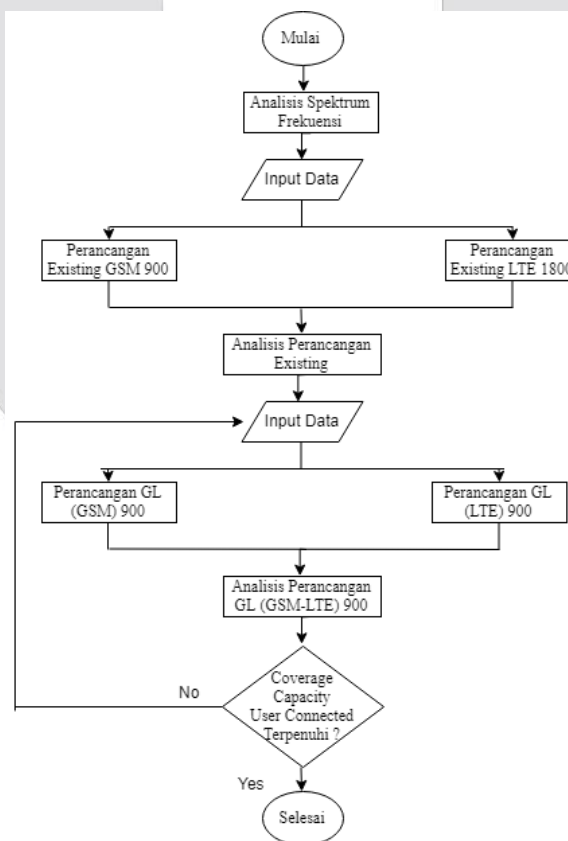 Mulai
Analisis Spektrum
Frekuensi
Input Data
Perancangan
Existing GSM 900
Perancangan
Existing LTE 1800
Analisis Perancangan
Existing
Input Data
Perancangan GL
(GSM) 900
Perancangan GL
(LTE) 900
Analisis Perancangan
GL (GSM-LTE) 900
Coverage
Capacity
User Connected
Terpenuhi ?
No
Yes
Selesai